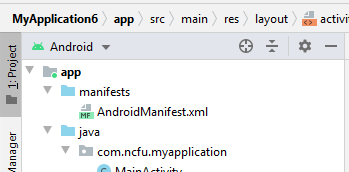 MyApplication6 app src main res layout activi
Android
1: Project
app
manifests
MF AndroidManifest.xml
java
com.ncfu.myapplication
C MainActivity
Manager